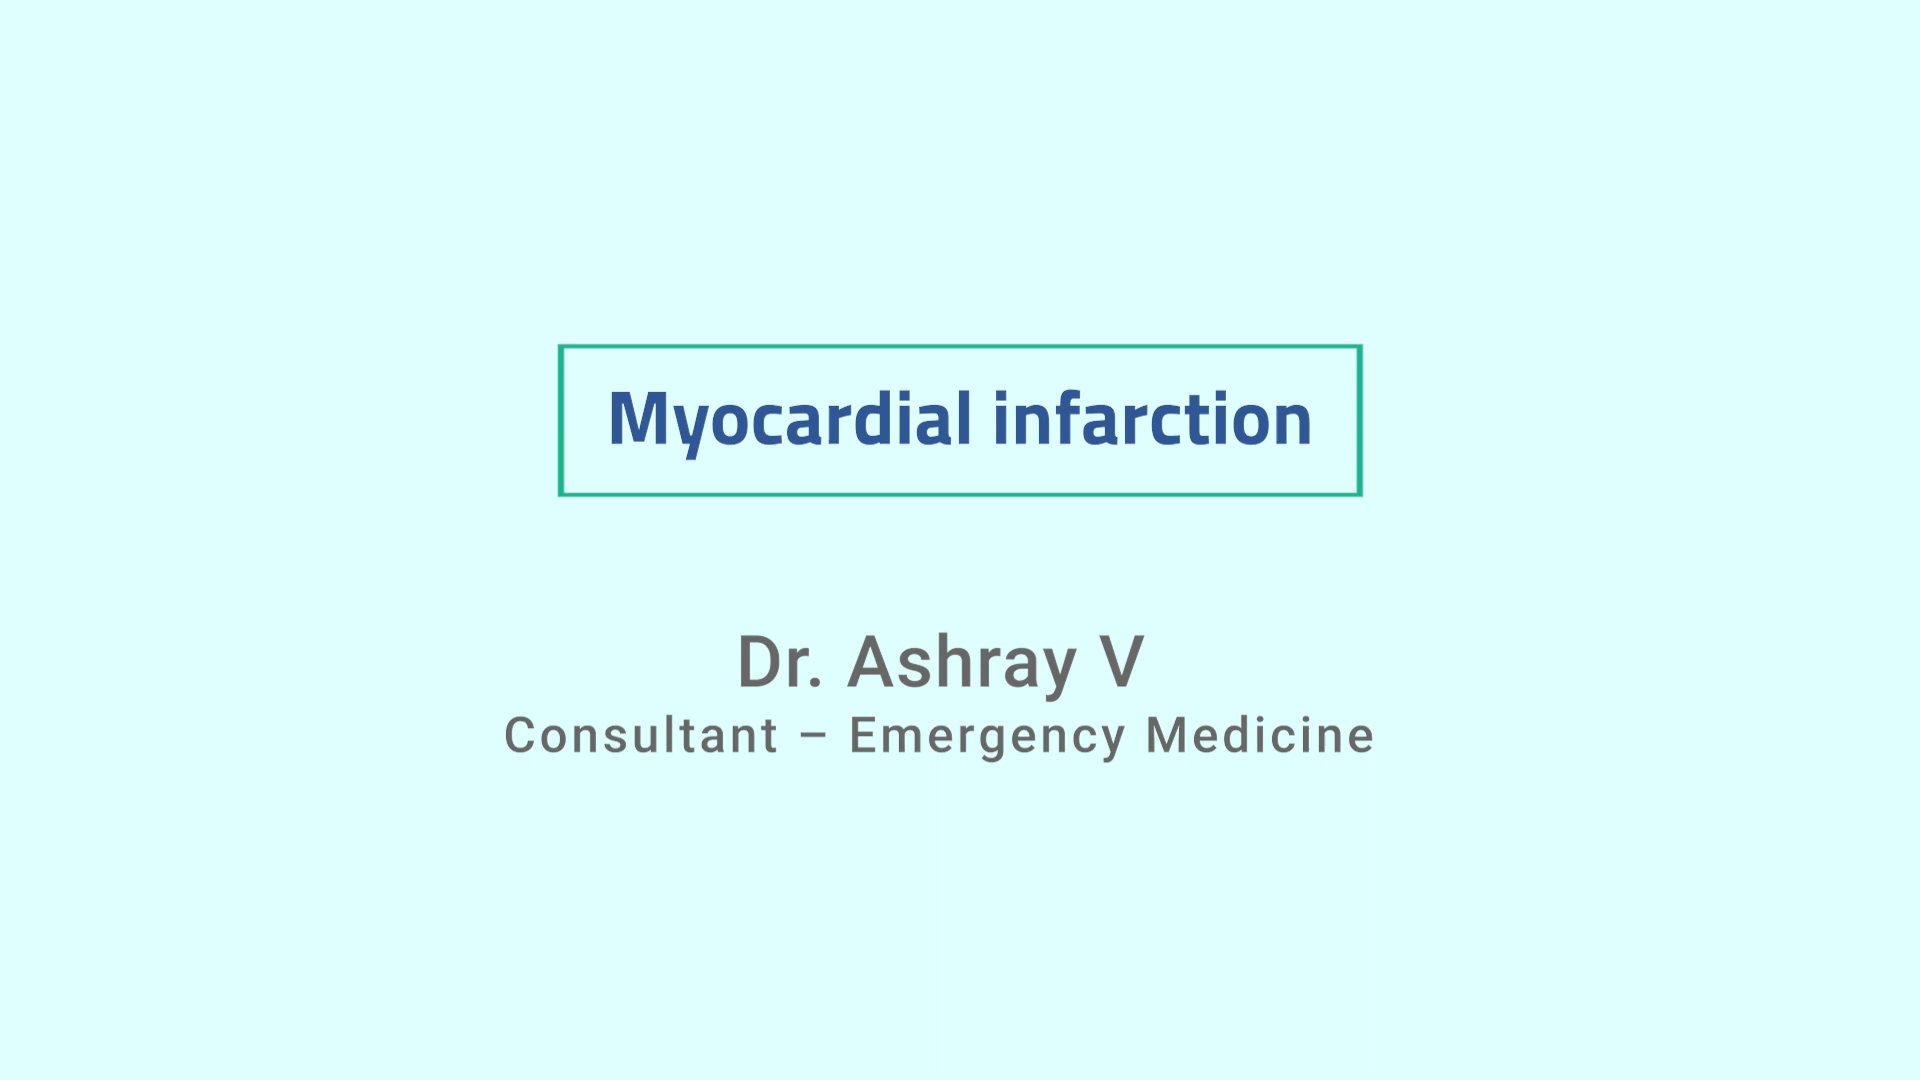 Myocardial infarction
Dr. Ashray V
Consultant – Emergency Medicine